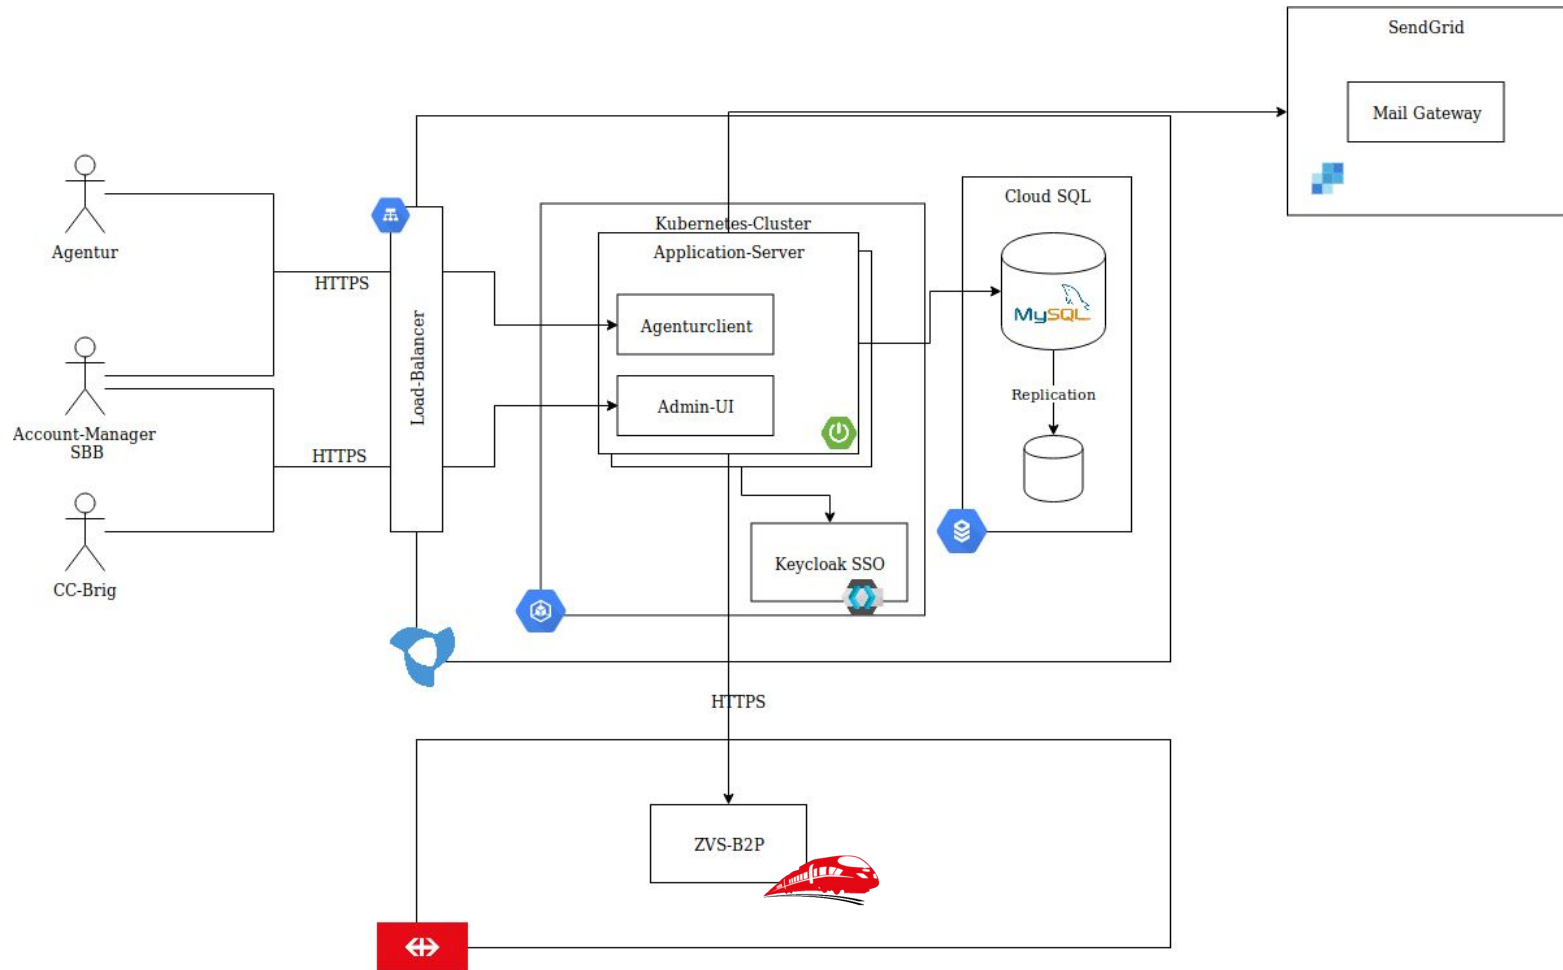 SendGrid
Mail Gateway
Cloud SQL
Kubernetes-Cluster
Application-Server
Agentur
HTTPS
Load-Balancer
Agenturclient
MySQL
Admin-UI
Replication
Account-Manager
SBB
HTTPS
Keycloak SSO
CC-Brig
HTTPS
ZVS-B2P